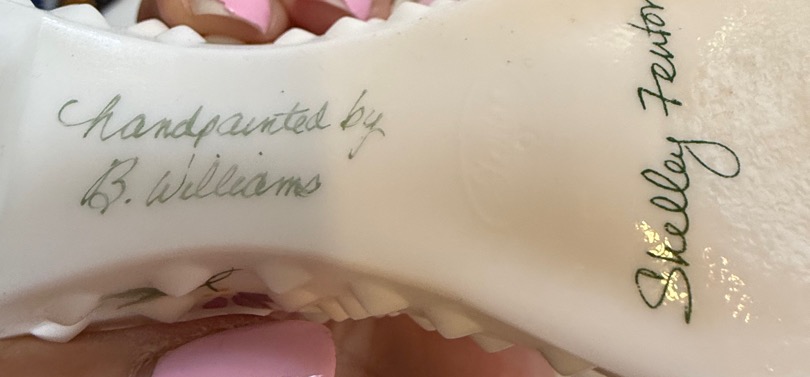 handpainted by
B. Williams
Shelley Fenton